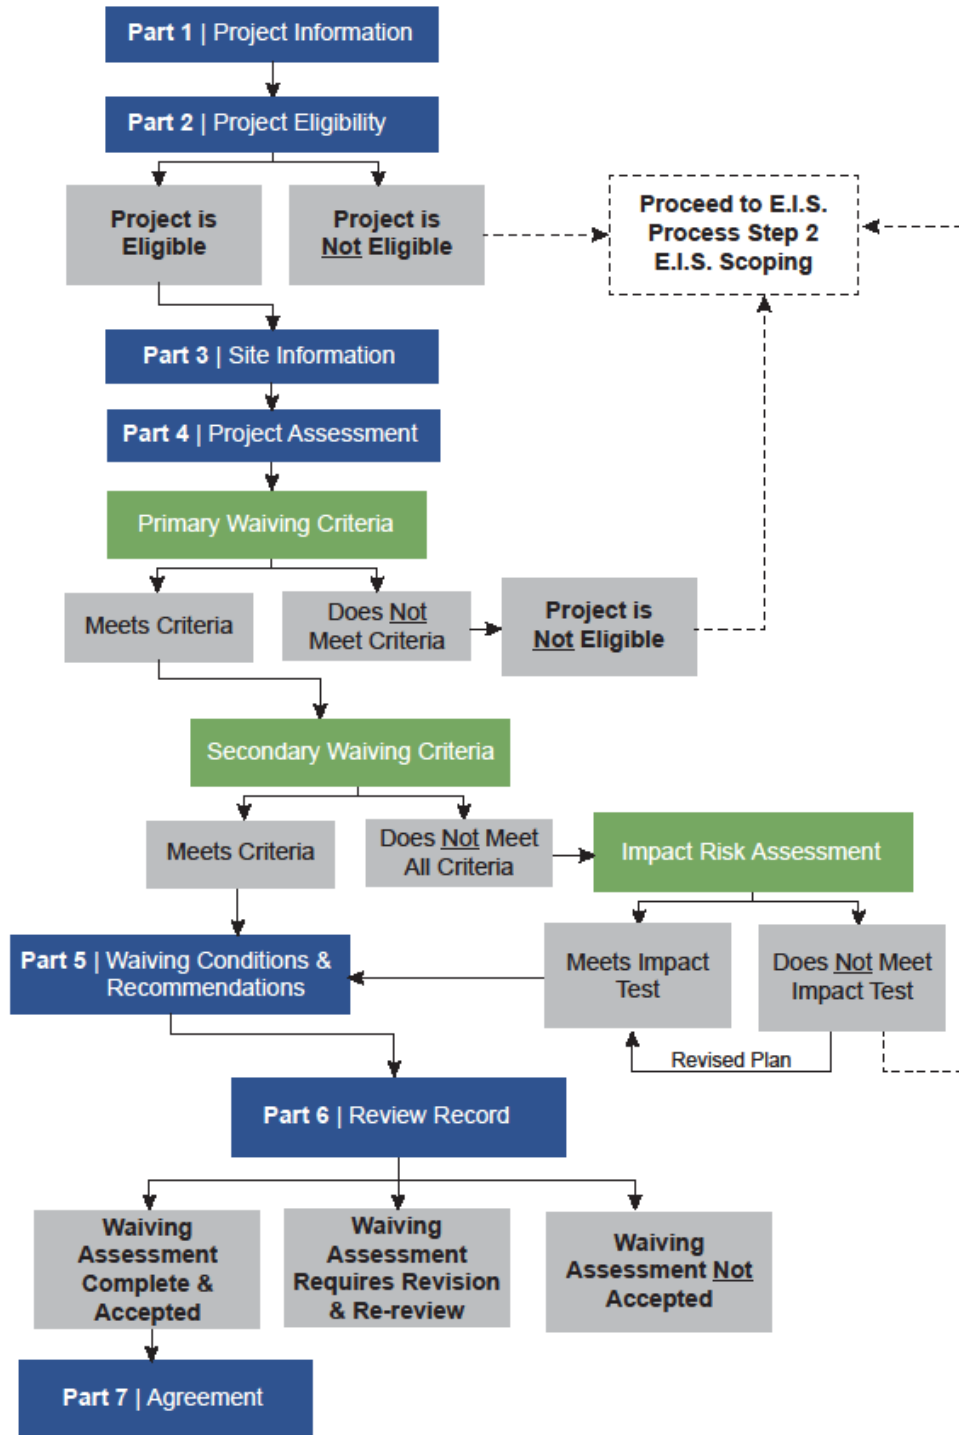 Part 1 | Project Information
Part 2 | Project Eligibility
Project is
Eligible
Project is
Not Eligible
Proceed to E.I.S.
Process Step 2
E.I.S. Scoping
Part 3 | Site Information
Part 4 | Project Assessment
Primary Waiving Criteria
Meets Criteria
Does Not
Meet Criteria
Project is
Not Eligible
Secondary Waiving Criteria
Meets Criteria
Does Not Meet
All Criteria
Impact Risk Assessment
Part 5 | Waiving Conditions &
Recommendations
Meets Impact
Test
Does Not Meet
Impact Test
Revised Plan
Part 6 | Review Record
Waiving
Assessment
Complete &
Accepted
Waiving
Assessment
Requires Revision
& Re-review
Waiving
Assessment Not
Accepted
Part 7 | Agreement